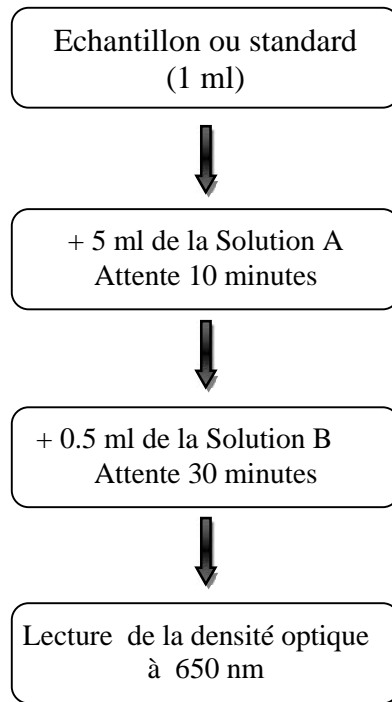 Echantillon ou standard
(1 ml)
+ 5 ml de la Solution A
Attente 10 minutes
+ 0.5 ml de la Solution B
Attente 30 minutes
Lecture de la densité optique
à 650 nm